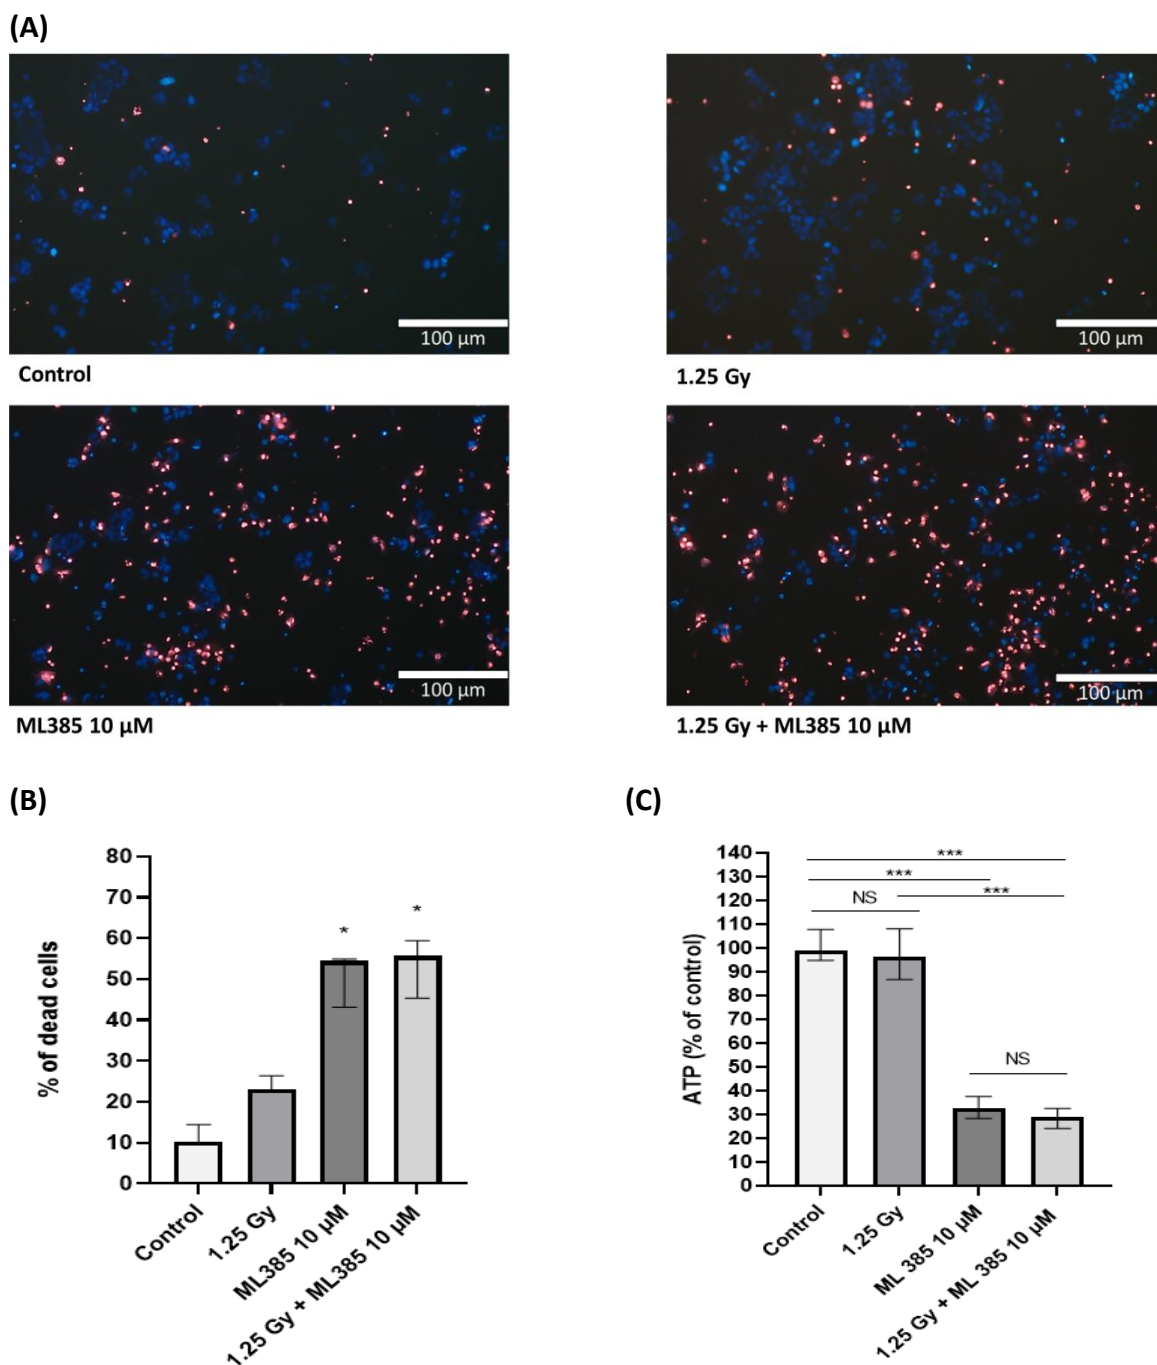 (A)
100 µm
100 µm
Control
1.25 Gy
100 µm
100 µm
ML385 10 µM
1.25 Gy + ML385 10 µM
(B)
(C)
80
70
60
50
40
30
20
10
0
% of dead cells
*
*
Control
1.25 Gy
ML385 10 µM
1.25 Gy + ML385 10 µM
140
130
120
110
100
90
80
70
60
50
40
30
20
10
0
ATP (% of control)
***
***
***
NS
NS
Control
1.25 Gy
ML 385 10 µM
1.25 Gy + ML 385 10 µM